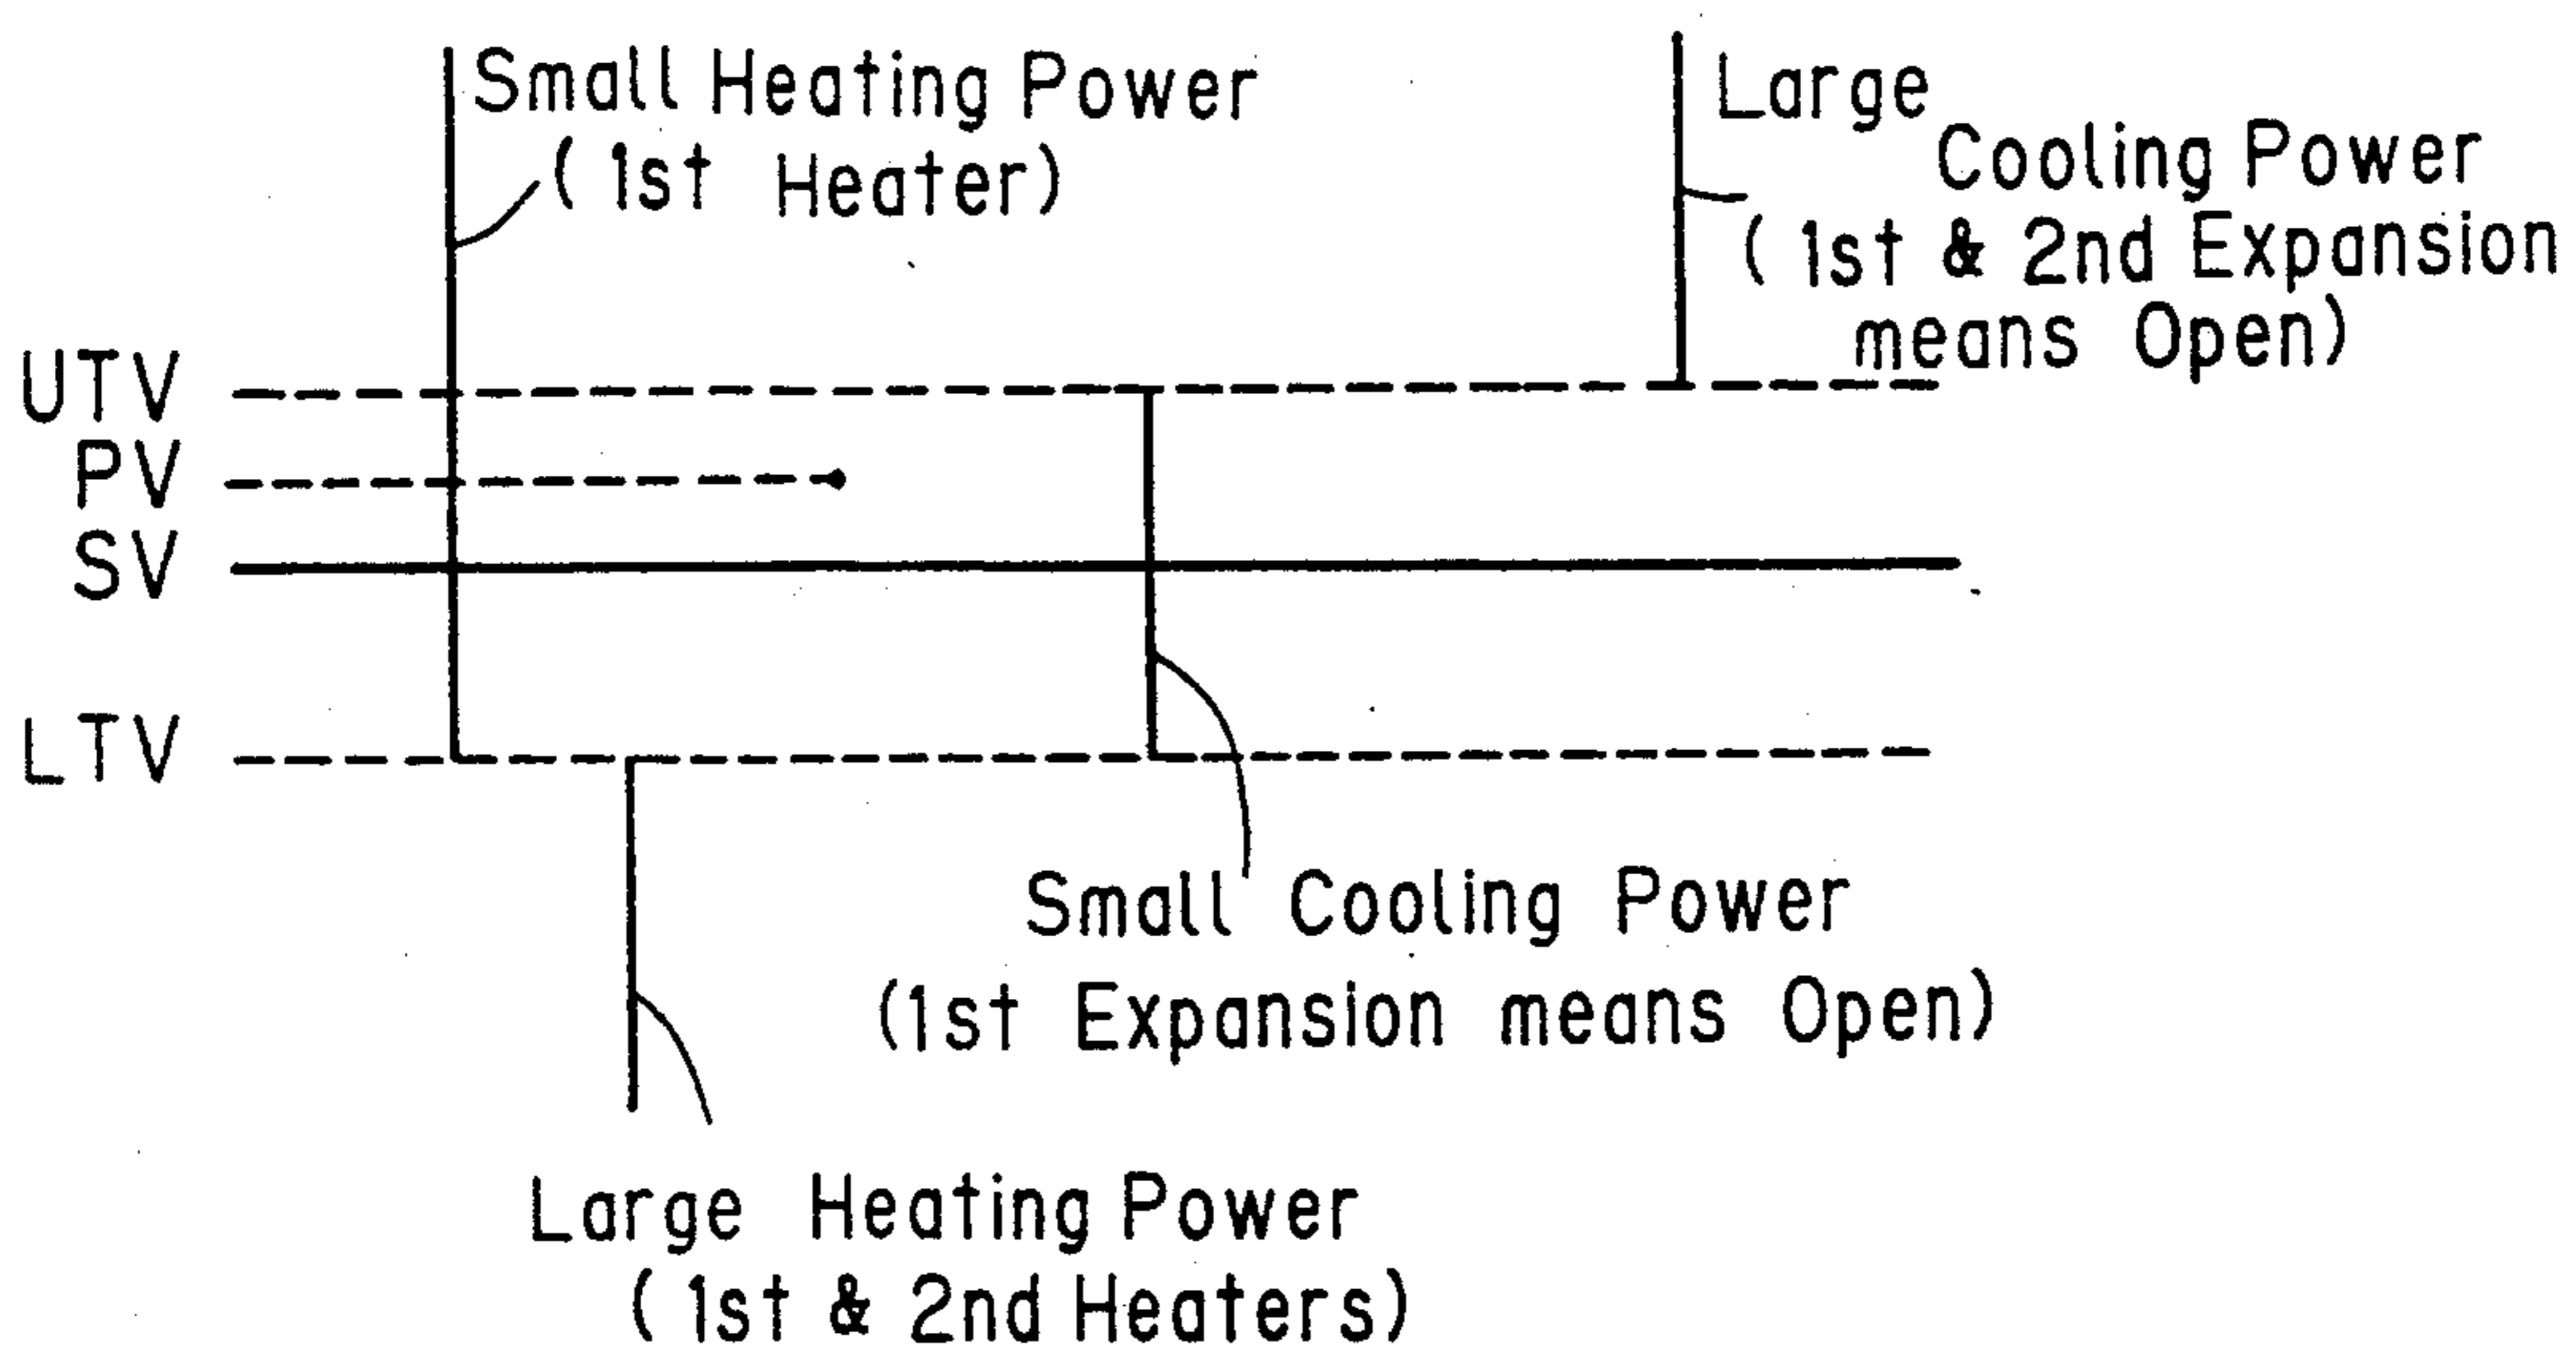 Small Heating Power
(1st Heater)
Large
Cooling Power
(1st & 2nd Expansion
means Open)
UTV
PV
SV
LTV
Small Cooling Power
(1st Expansion means Open)
Large Heating Power
(1st & 2nd Heaters)